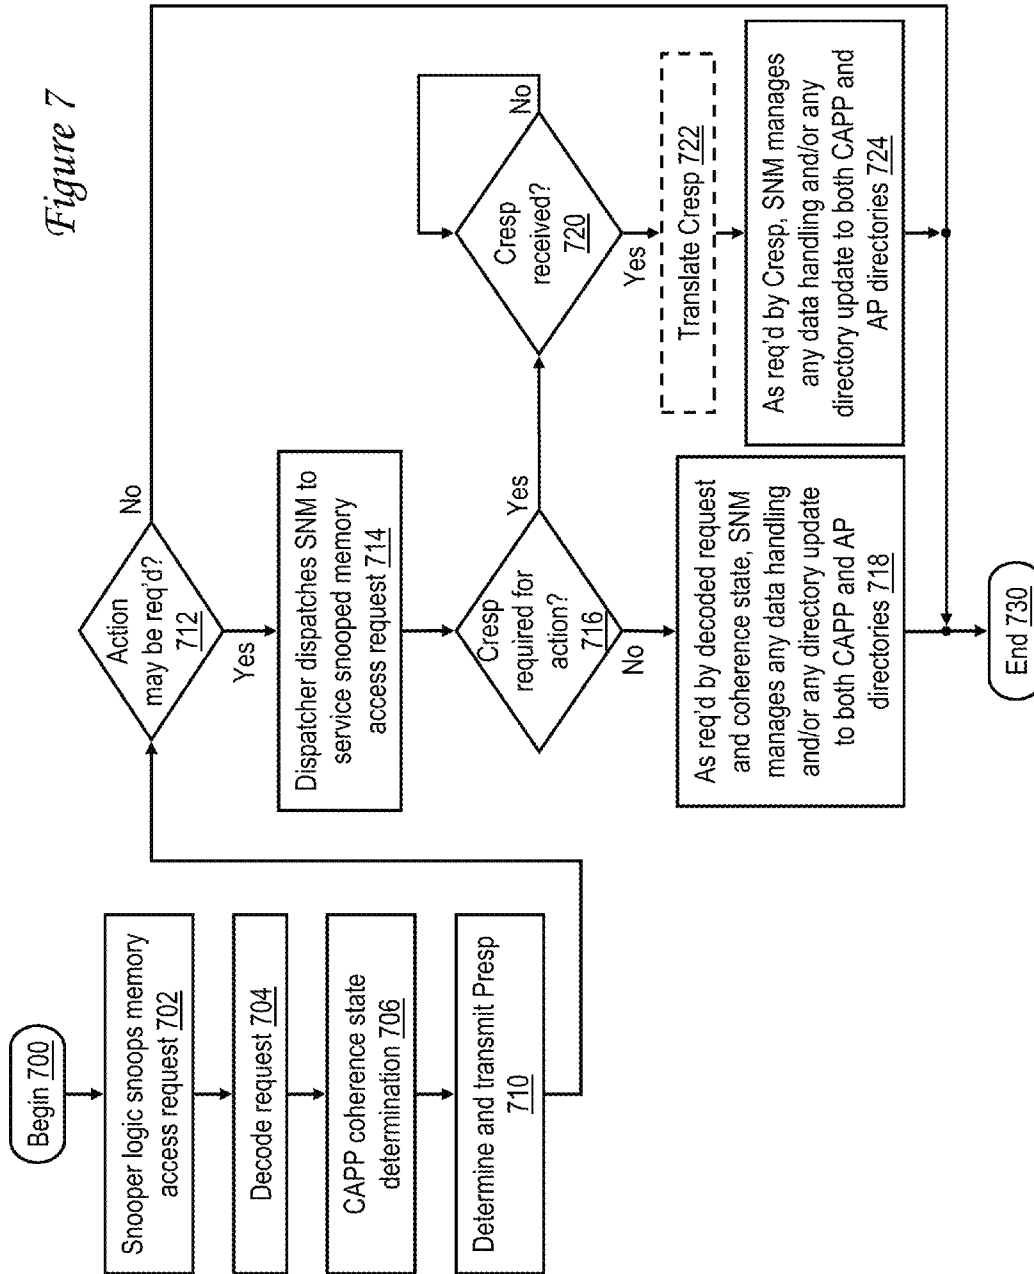 Figure 7
Begin 700
Snooper logic snoops memory
access request 702
Decode request 704
CAPP coherence state
determination 706
Determine and transmit Presp
710
Action
may be req'd?
712
No
Yes
Dispatcher dispatches SNM to
service snooped memory
access request 714
Cresp
required for
action?
716
Yes
No
As req'd by decoded request
and coherence state, SNM
manages any data handling
and/or any directory update
to both CAPP and AP
directories 718
Cresp
received?
720
No
Yes
Translate Cresp 722
As req'd by Cresp, SNM manages
any data handling and/or any
directory update to both CAPP and
AP directories 724
End 730